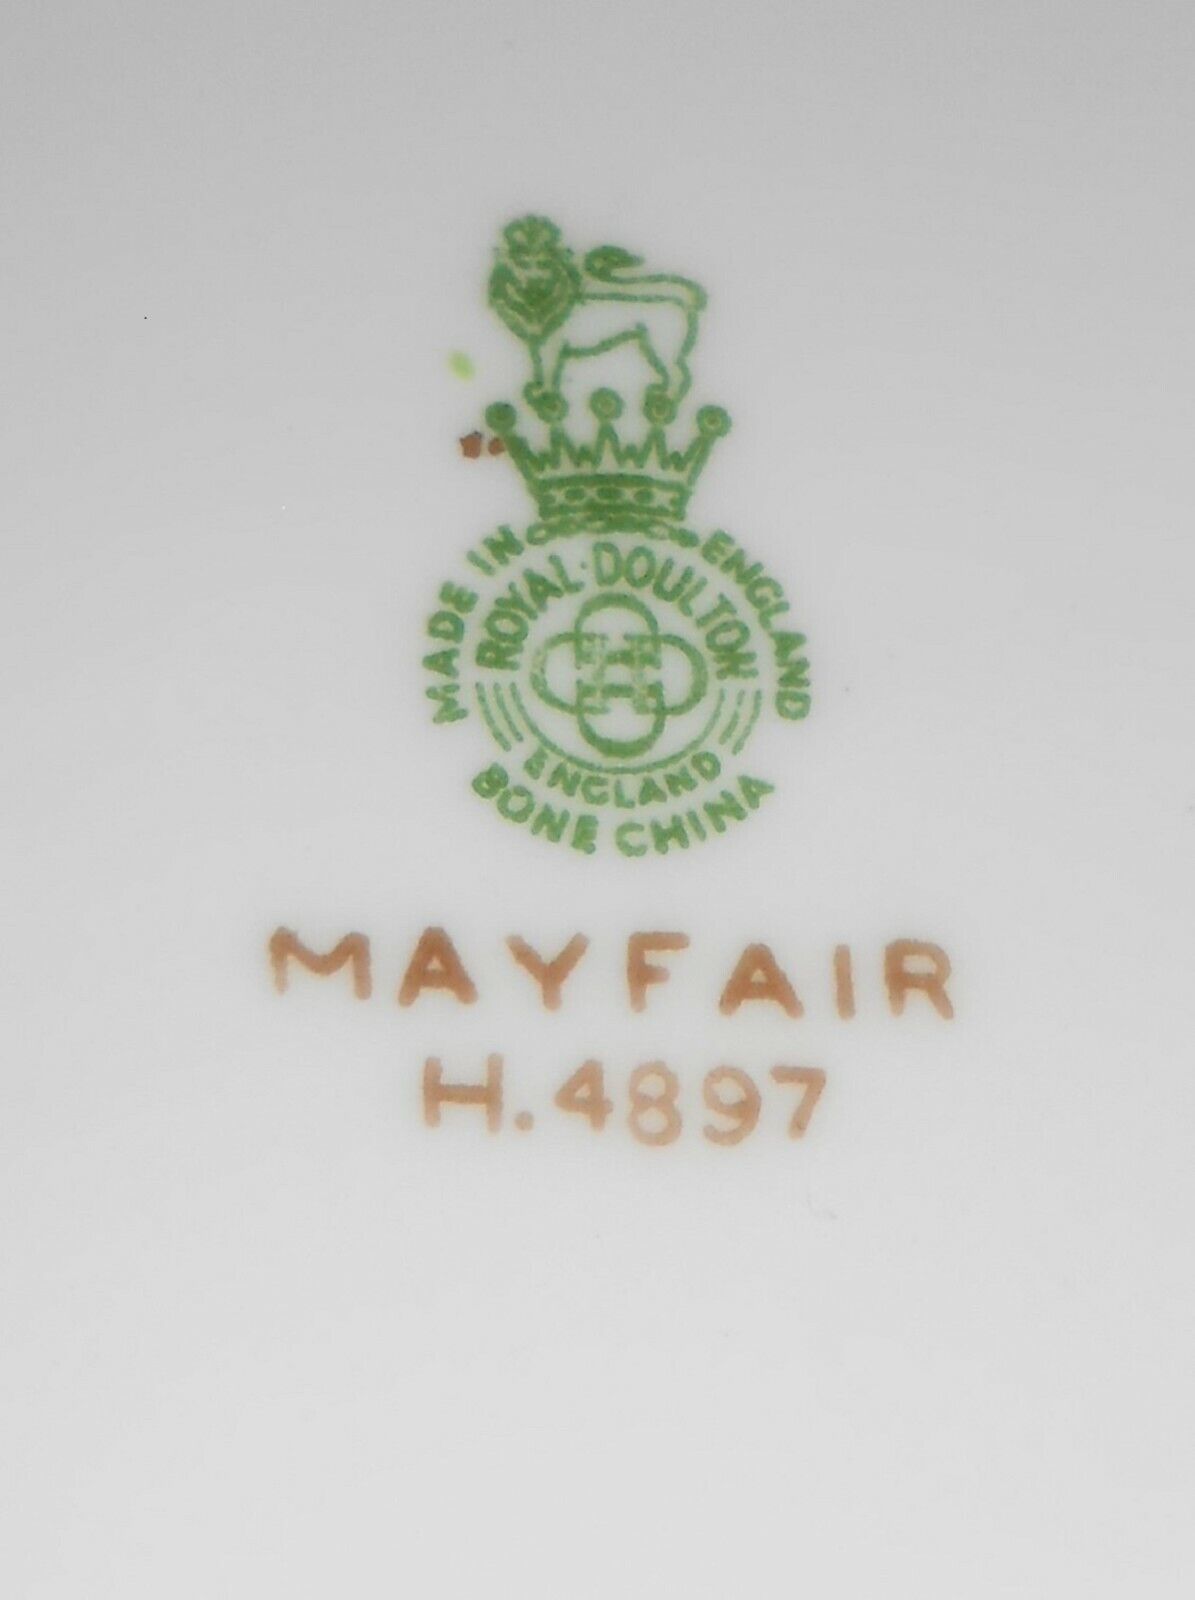 MADE IN ENGLAND
ROYAL · DOULTON
ENGLAND
BONE CHINA
MAYFAIR
H.4897